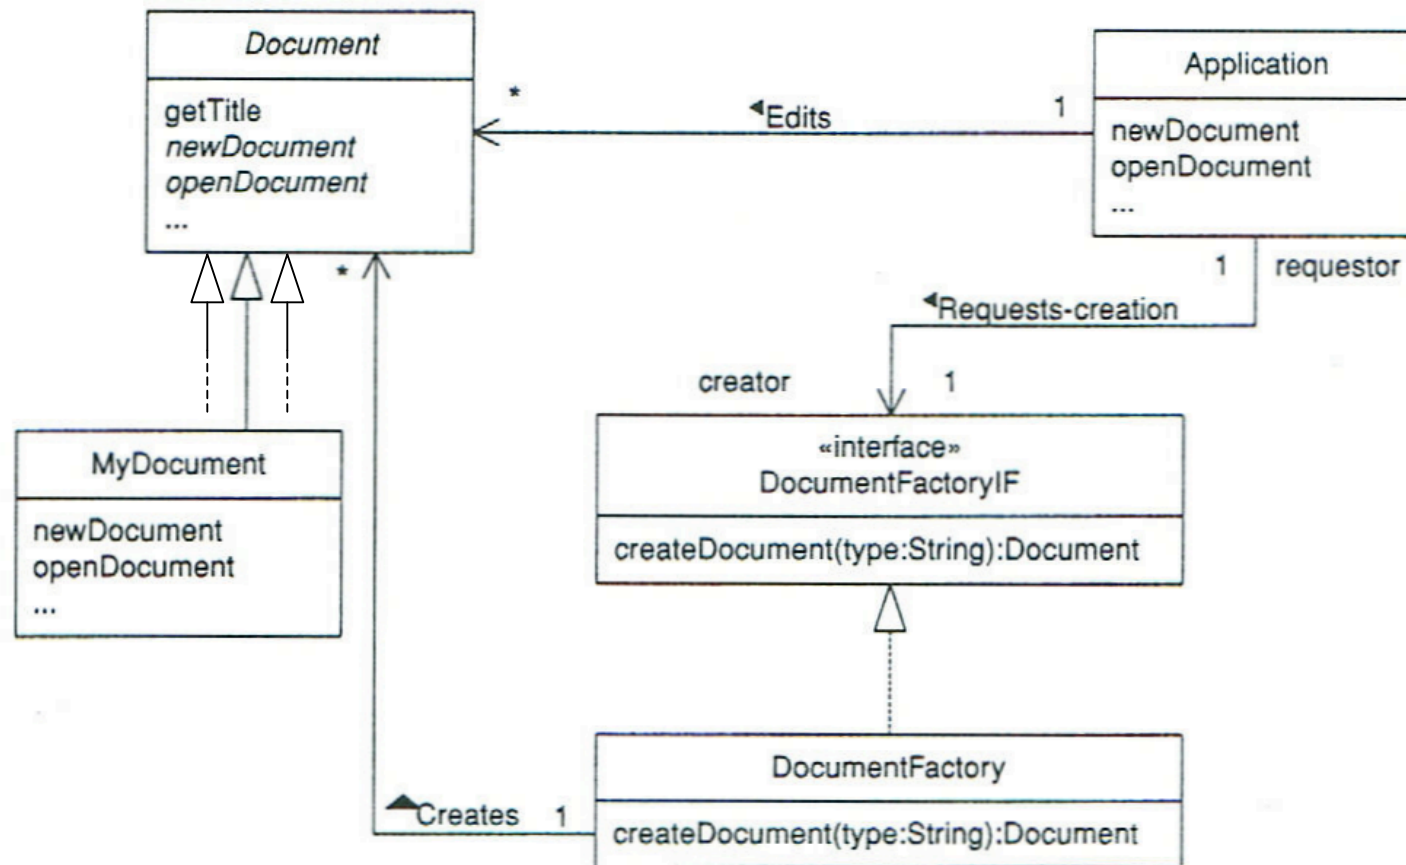 Document
getTitle
newDocument
openDocument
...
*
◀Edits
1
Application
newDocument
openDocument
...
*
1
requestor
◀Requests-creation
creator
1
MyDocument
newDocument
openDocument
...
«interface»
DocumentFactoryIF
createDocument(type:String):Document
DocumentFactory
createDocument(type:String):Document
▲Creates
1